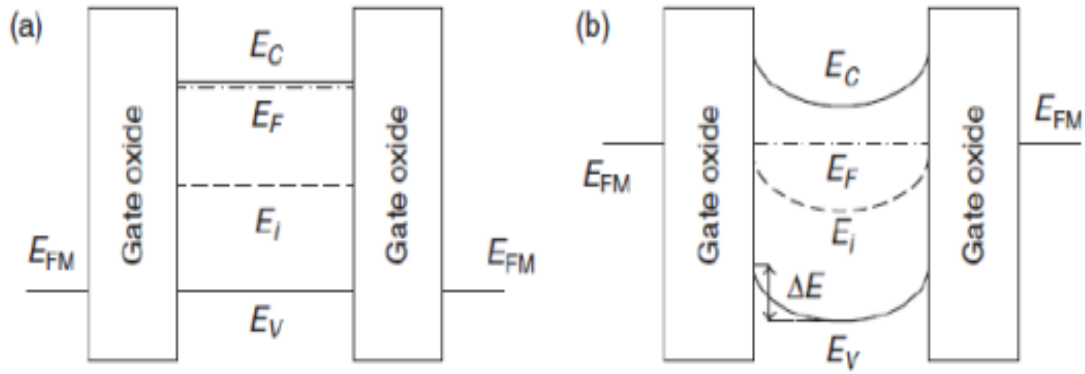 (a)
E_C
E_F
Gate oxide
Gate oxide
E_i
E_FM
E_FM
E_V
(b)
E_C
E_FM
Gate oxide
Gate oxide
E_FM
E_F
E_i
ΔE
E_V